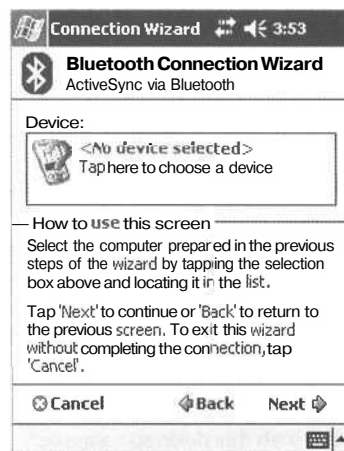 Connection Wizard 3:53
Bluetooth Connection Wizard
ActiveSync via Bluetooth
Device:
<No device selected>
Tap here to choose a device
How to use this screen
Select the computer prepared in the previous
steps of the wizard by tapping the selection
box above and locating it in the list.
Tap 'Next' to continue or 'Back' to return to
the previous screen. To exit this wizard
without completing the connection, tap
'Cancel'.
Cancel Back Next